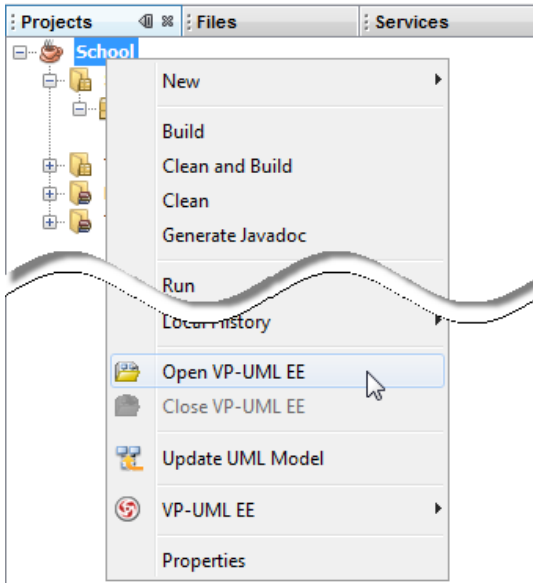 Projects
Files
Services
School
New
Build
Clean and Build
Clean
Generate Javadoc
Run
Local History
Open VP-UML EE
Close VP-UML EE
Update UML Model
VP-UML EE
Properties